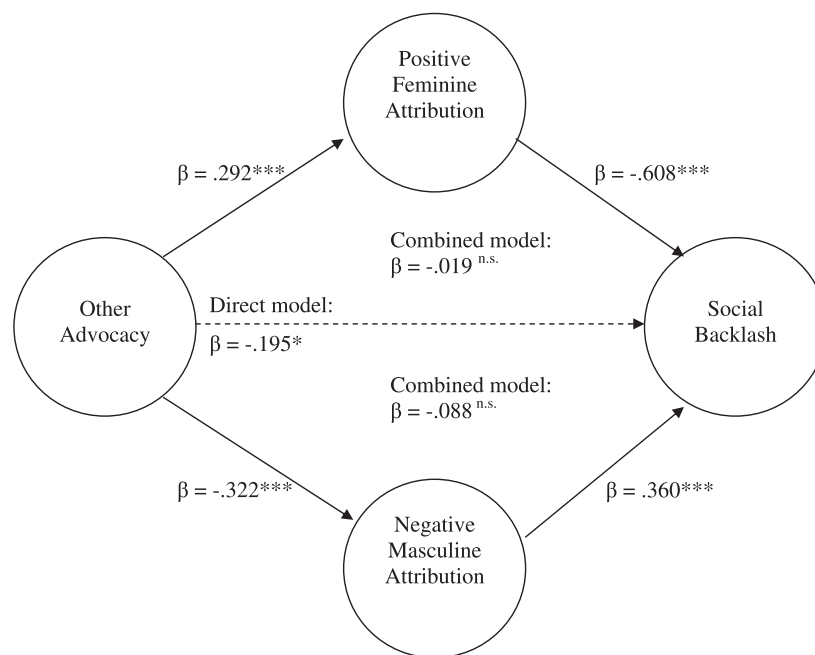 Positive
Feminine
Attribution
β = .292***
β = -.608***
Combined model:
β = -.019 n.s.
Other
Advocacy
Direct model:
β = -.195*
Social
Backlash
Combined model:
β = -.088 n.s.
β = -.322***
β = .360***
Negative
Masculine
Attribution